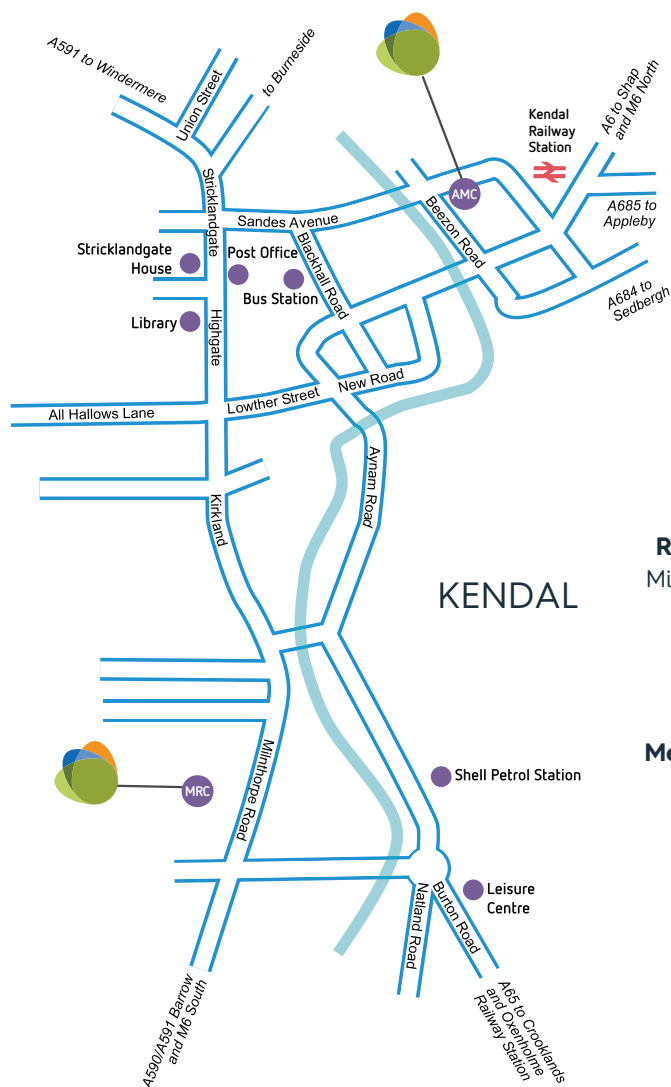 A591 to Windermere
Union Street
to Burneside
Kendal
Railway
Station
A6 to Shap
and M6 North
AMC
A685 to
Appleby
Stricklandgate
Sandes Avenue
Beezon Road
Stricklandgate
House
Post Office
Blackhall Road
Bus Station
A684 to
Sedbergh
Library
Highgate
New Road
Lowther Street
All Hallows Lane
Aynam Road
Kirkland
KENDAL
R
Mi
Me
Milnthorpe Road
MRC
Shell Petrol Station
Leisure
Centre
Natland Road
Burton Road
A590/A591 Barrow
and M6 South
A65 to Crooklands
and Oxenholme
Railway Station